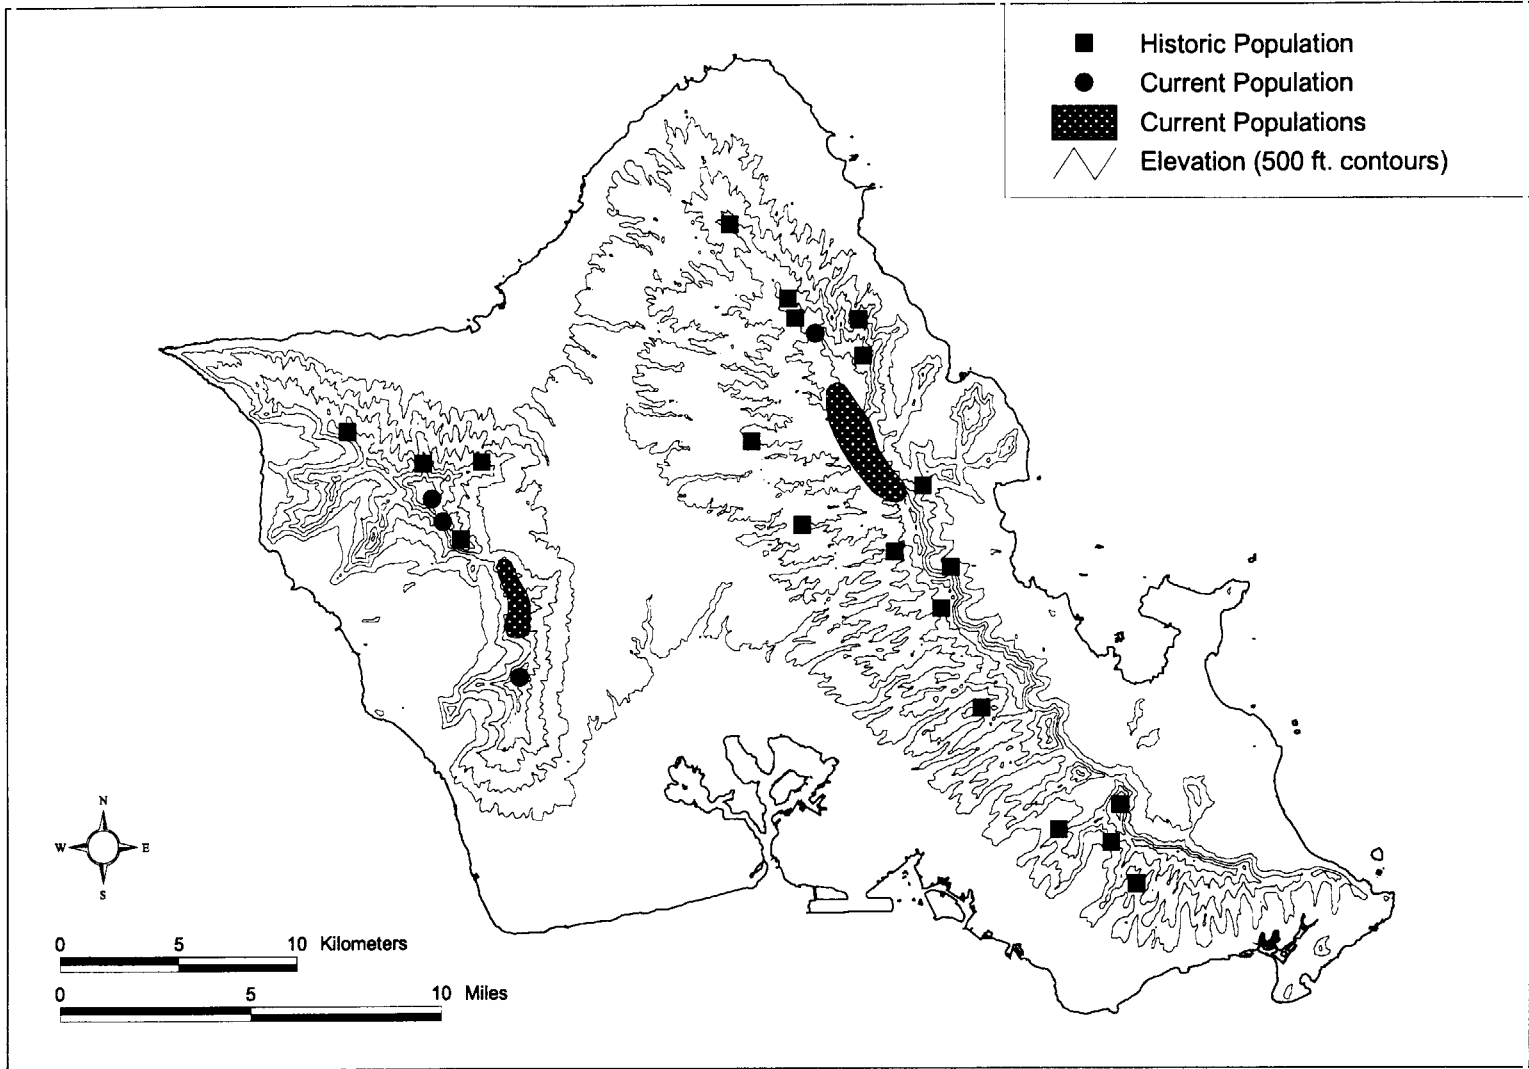 Historic Population
Current Population
Current Populations
Elevation (500 ft. contours)
N
W E
S
0 5 10 Kilometers
0 5 10 Miles